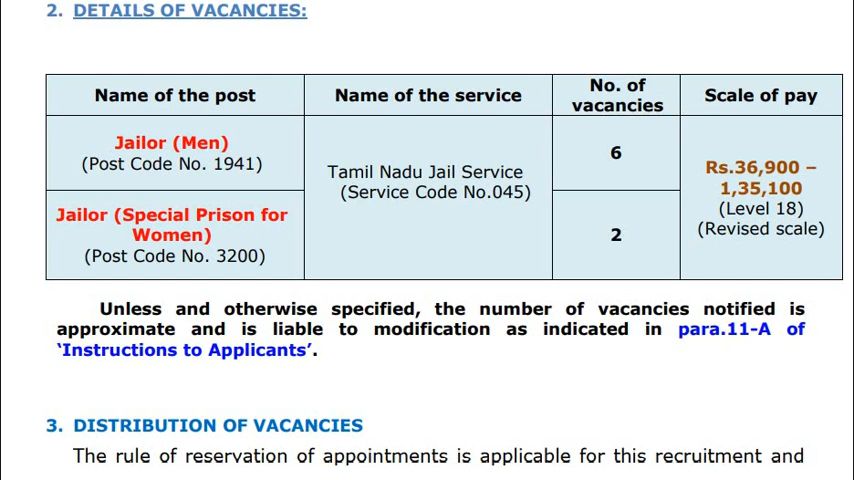 2. DETAILS OF VACANCIES:
Name of the post
Name of the service
No. of
vacancies
Scale of pay
Jailor (Men)
(Post Code No. 1941)
Tamil Nadu Jail Service
(Service Code No.045)
6
Rs.36,900 –
1,35,100
(Level 18)
(Revised scale)
Jailor (Special Prison for
Women)
(Post Code No. 3200)
2
Unless and otherwise specified, the number of vacancies notified is
approximate and is liable to modification as indicated in para.11-A of
‘Instructions to Applicants’.
3. DISTRIBUTION OF VACANCIES
The rule of reservation of appointments is applicable for this recruitment and